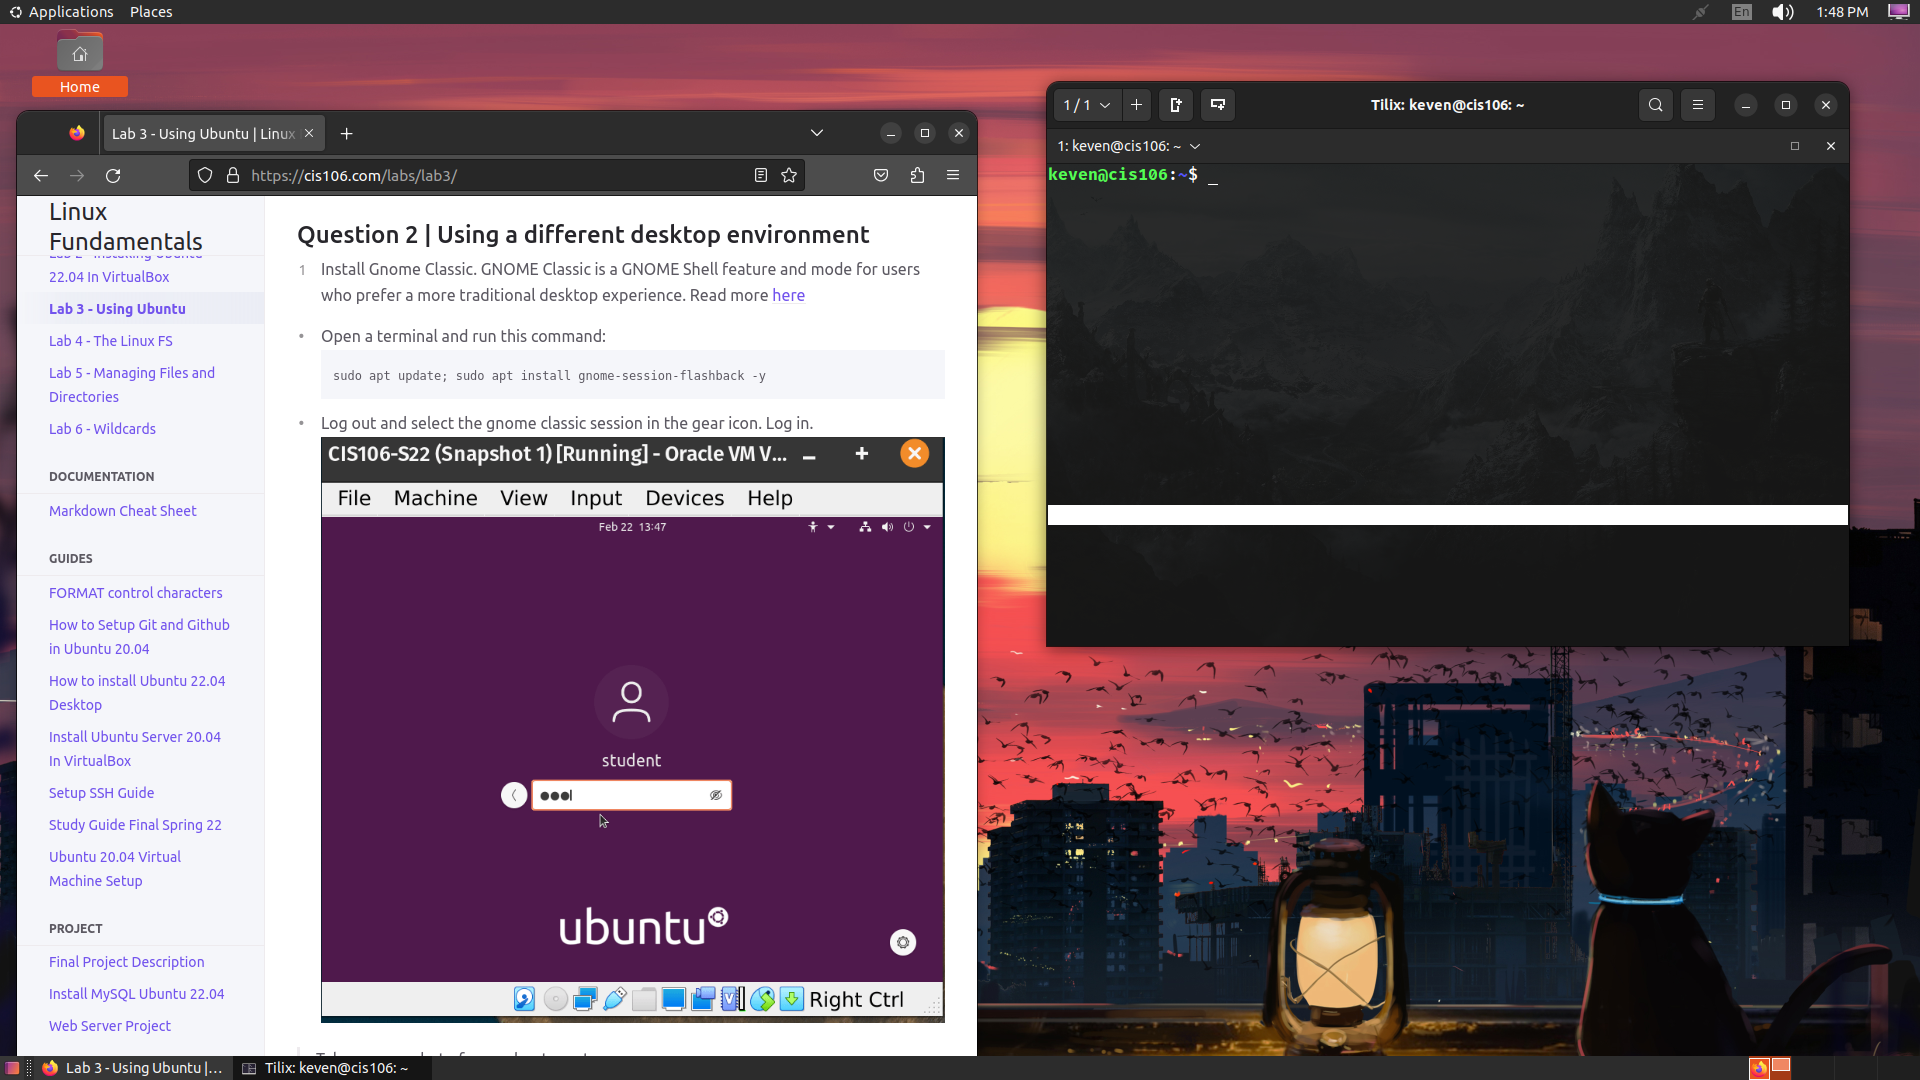 Applications Places
En 1:48 PM
Home
Lab 3 - Using Ubuntu | Linux
https://cis106.com/labs/lab3/
Linux
Fundamentals
Lab 2 - Installing Ubuntu
22.04 In VirtualBox
Lab 3 - Using Ubuntu
Lab 4 - The Linux FS
Lab 5 - Managing Files and
Directories
Lab 6 - Wildcards
DOCUMENTATION
Markdown Cheat Sheet
GUIDES
FORMAT control characters
How to Setup Git and Github
in Ubuntu 20.04
How to install Ubuntu 22.04
Desktop
Install Ubuntu Server 20.04
In VirtualBox
Setup SSH Guide
Study Guide Final Spring 22
Ubuntu 20.04 Virtual
Machine Setup
PROJECT
Final Project Description
Install MySQL Ubuntu 22.04
Web Server Project
Question 2 | Using a different desktop environment
1 Install Gnome Classic. GNOME Classic is a GNOME Shell feature and mode for users
who prefer a more traditional desktop experience. Read more here
• Open a terminal and run this command:
sudo apt update; sudo apt install gnome-session-flashback -y
• Log out and select the gnome classic session in the gear icon. Log in.
CIS106-S22 (Snapshot 1) [Running] - Oracle VM V...
File Machine View Input Devices Help
Feb 22 13:47
student
ubuntu
Right Ctrl
1 / 1
Tilix: keven@cis106: ~
1: keven@cis106: ~
keven@cis106:~$ _
Lab 3 - Using Ubuntu |...
Tilix: keven@cis106: ~